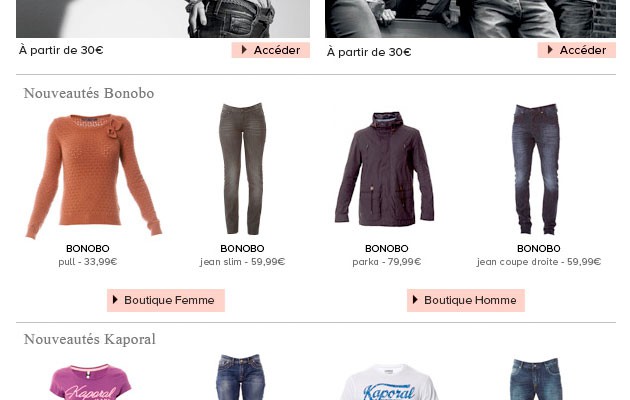 À partir de 30€
Accéder
À partir de 30€
Accéder
Nouveautés Bonobo
BONOBO
pull - 33,99€
BONOBO
jean slim - 59,99€
BONOBO
parka - 79,99€
BONOBO
jean coupe droite - 59,99€
Boutique Femme
Boutique Homme
Nouveautés Kaporal
Kaporal
Kaporal